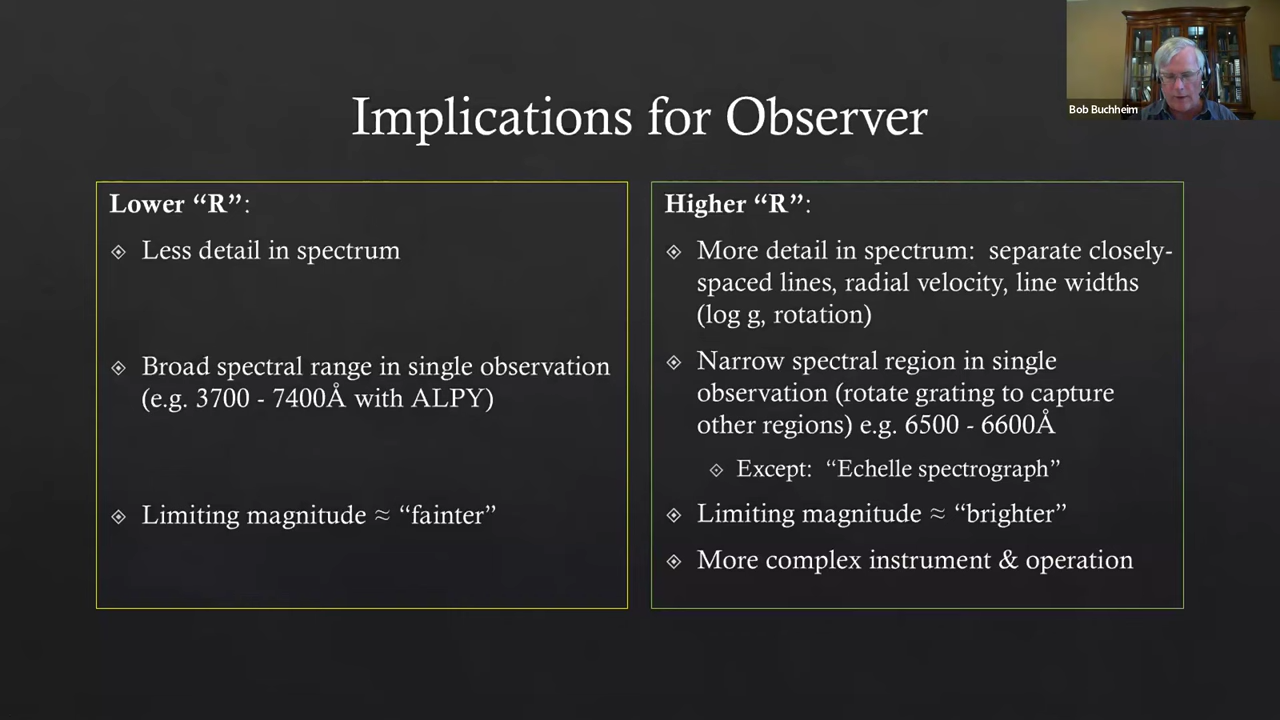 Bob Buchheim
Implications for Observer
Lower “R”:
Less detail in spectrum
Broad spectral range in single observation
(e.g. 3700 - 7400Å with ALPY)
Limiting magnitude ≈ “fainter”
Higher “R”:
More detail in spectrum:  separate closely-
spaced lines, radial velocity, line widths
(log g, rotation)
Narrow spectral region in single
observation (rotate grating to capture
other regions) e.g. 6500 - 6600Å
Except:  “Echelle spectrograph”
Limiting magnitude ≈ “brighter”
More complex instrument & operation